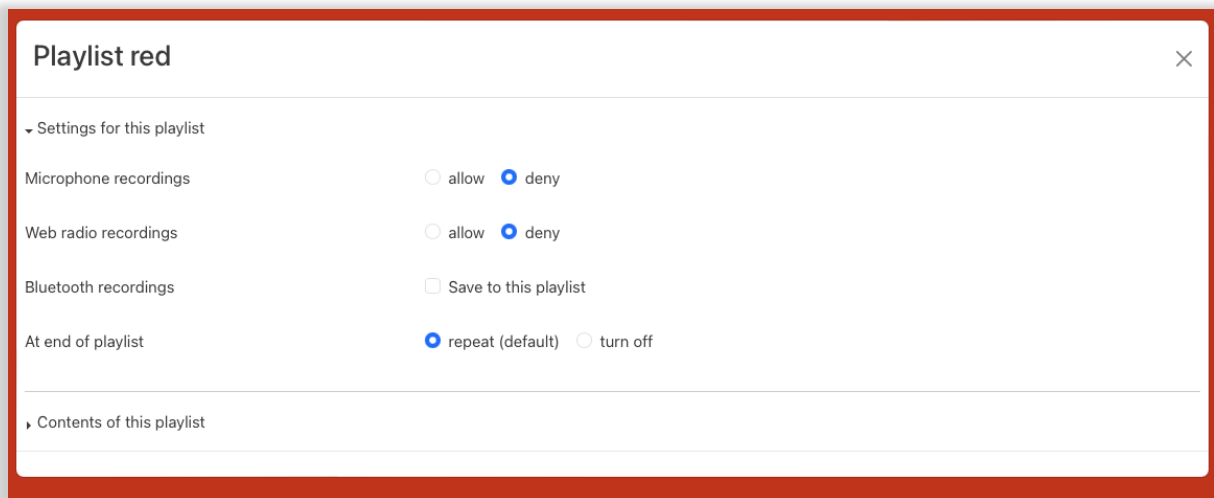 Playlist red
Settings for this playlist
Microphone recordings allow deny
Web radio recordings allow deny
Bluetooth recordings Save to this playlist
At end of playlist repeat (default) turn off
Contents of this playlist